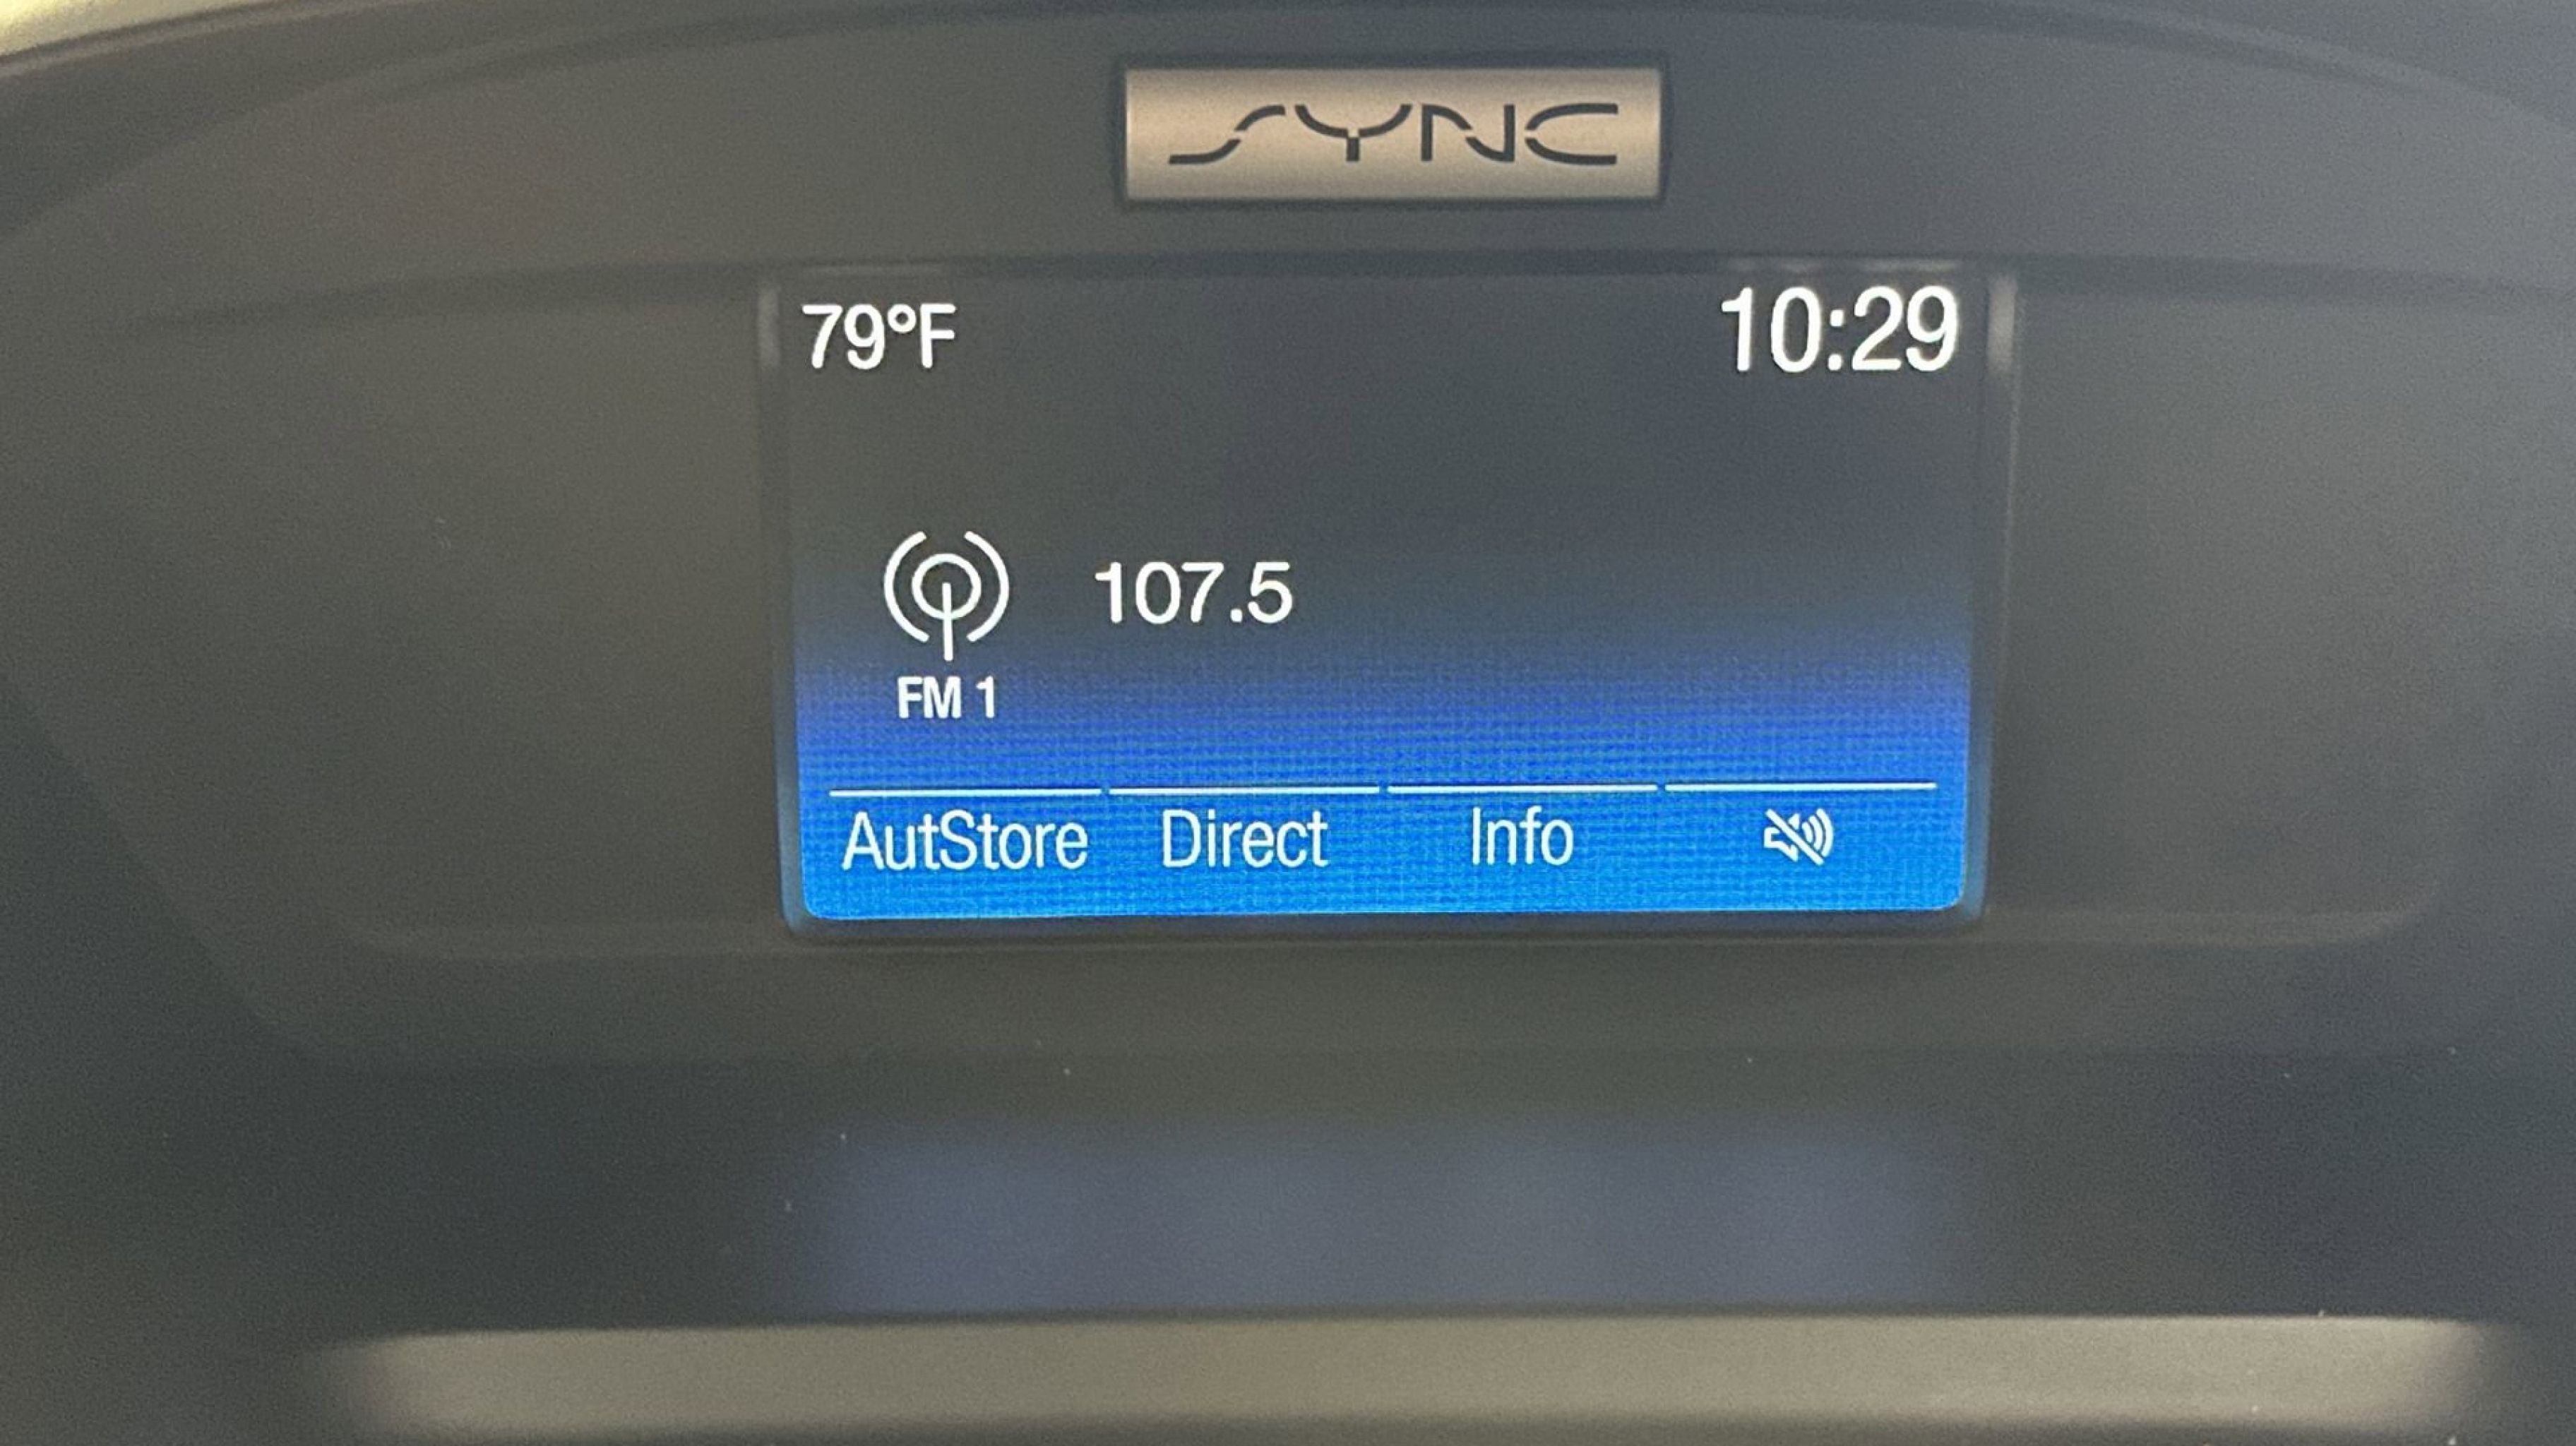 SYNC
79°F 10:29
107.5
FM 1
AutStore Direct Info